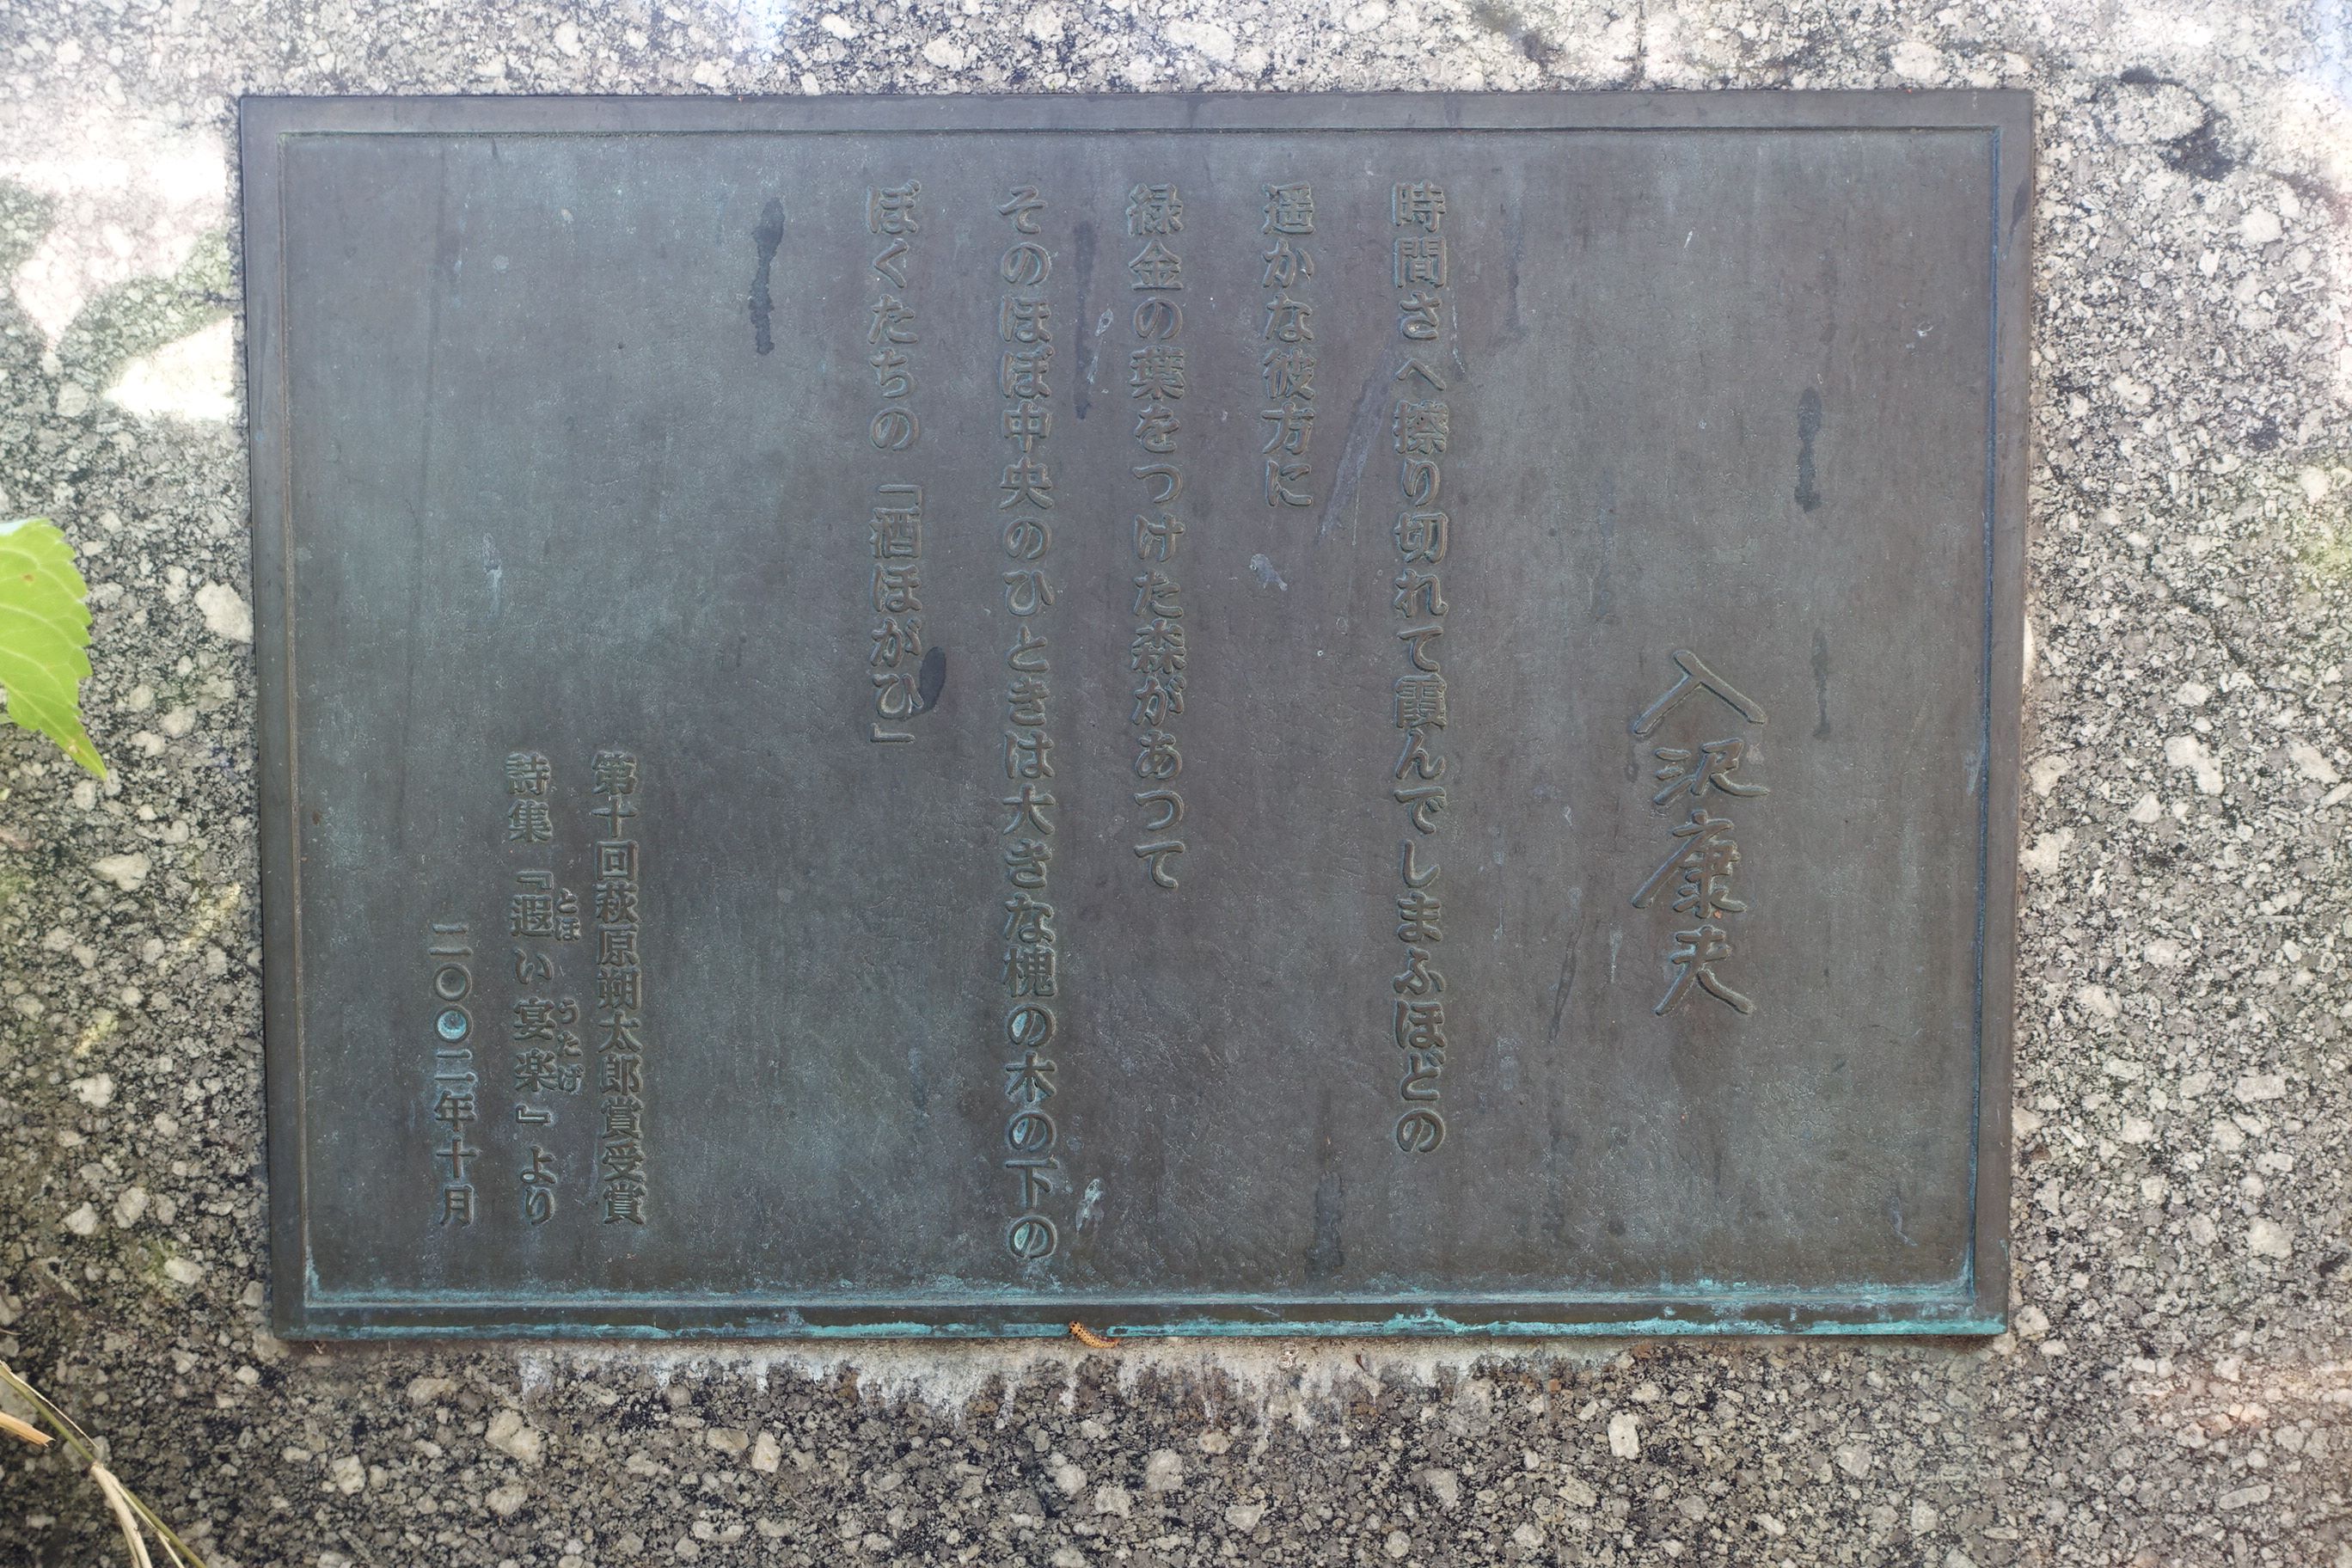 入沢康夫
時間さへ擦り切れて霞んでしまふほどの
遥かな彼方に
緑金の葉をつけた森があつて
そのほぼ中央のひときは大きな槐の木の下の
ぼくたちの「酒ほがひ」
第十回萩原朔太郎賞受賞
詩集『遐い宴楽』より
とほ うたげ
二〇〇二年十月